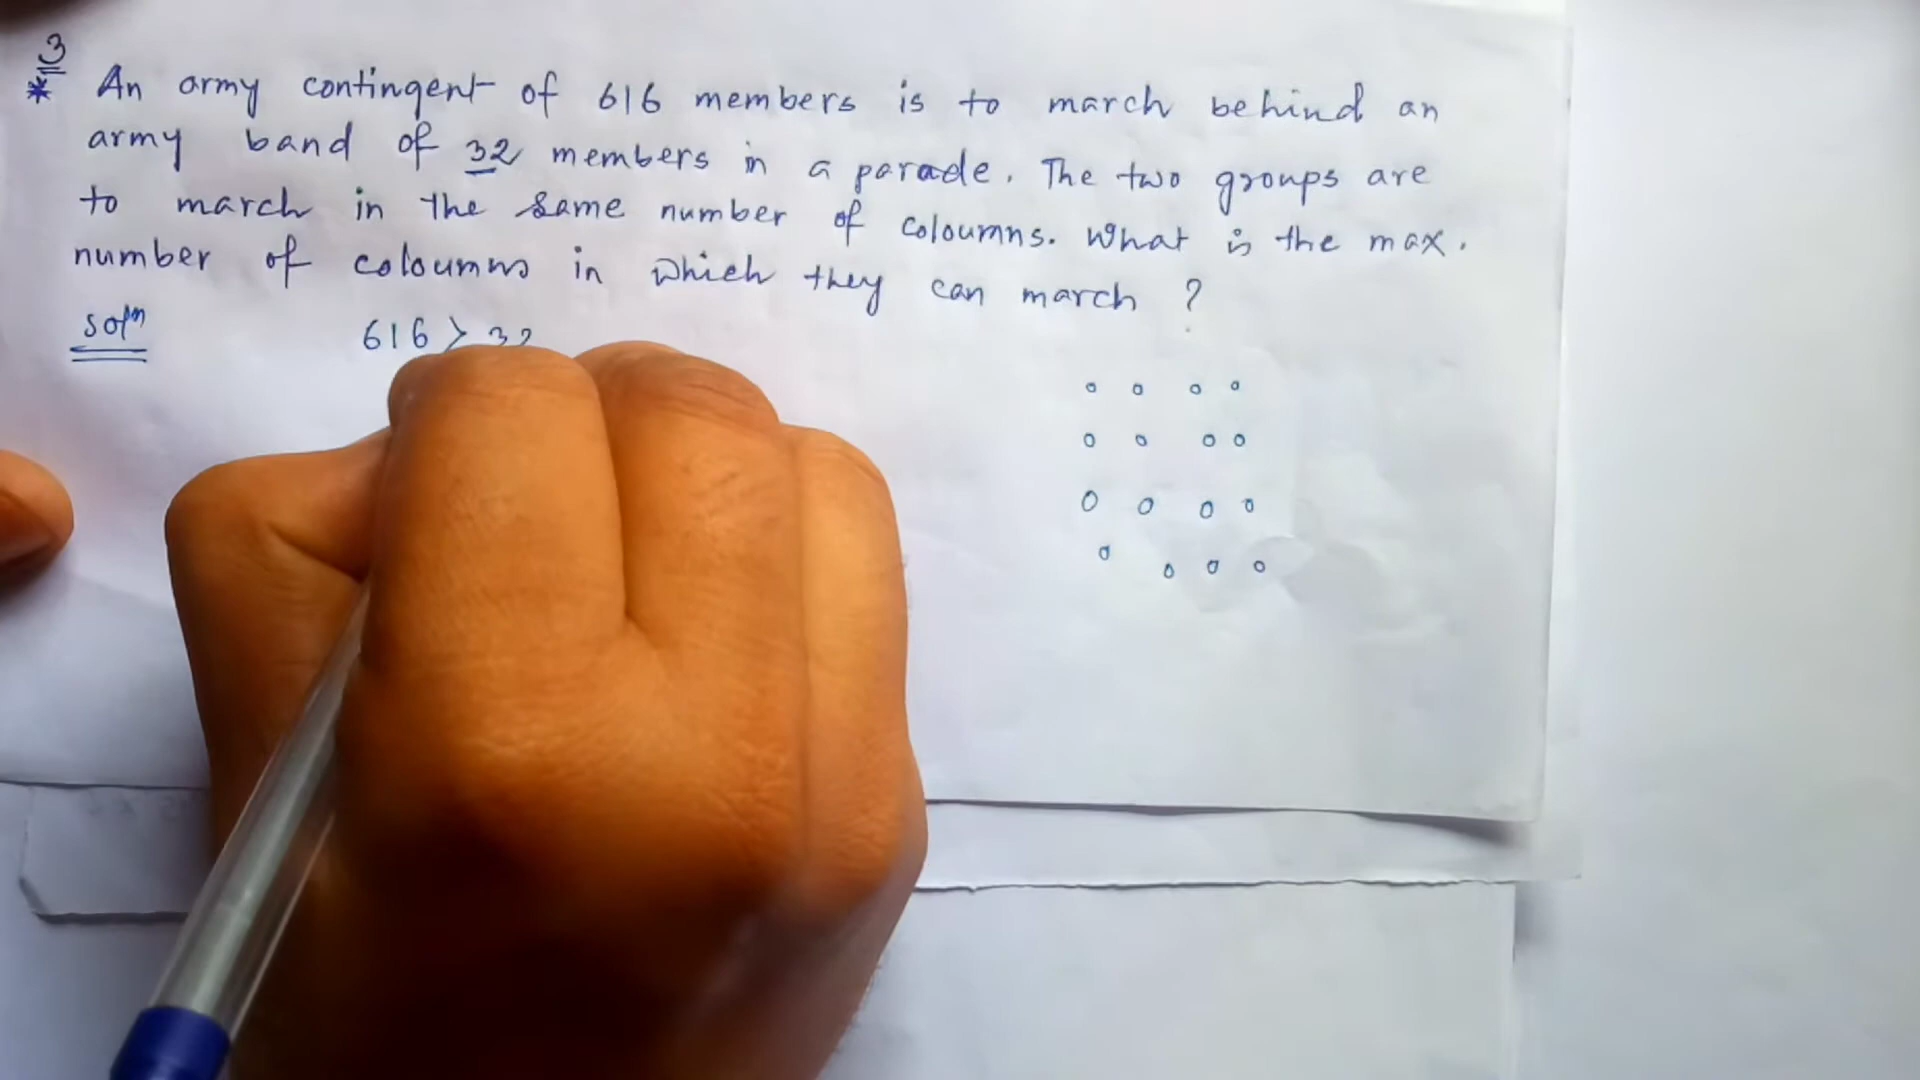 *3
An army contingent of 616 members is to march behind an
army band of 32 members in a parade. The two groups are
to march in the same number of coloumns. What is the max.
number of coloumns in which they can march ?
Solⁿ 616 > 32